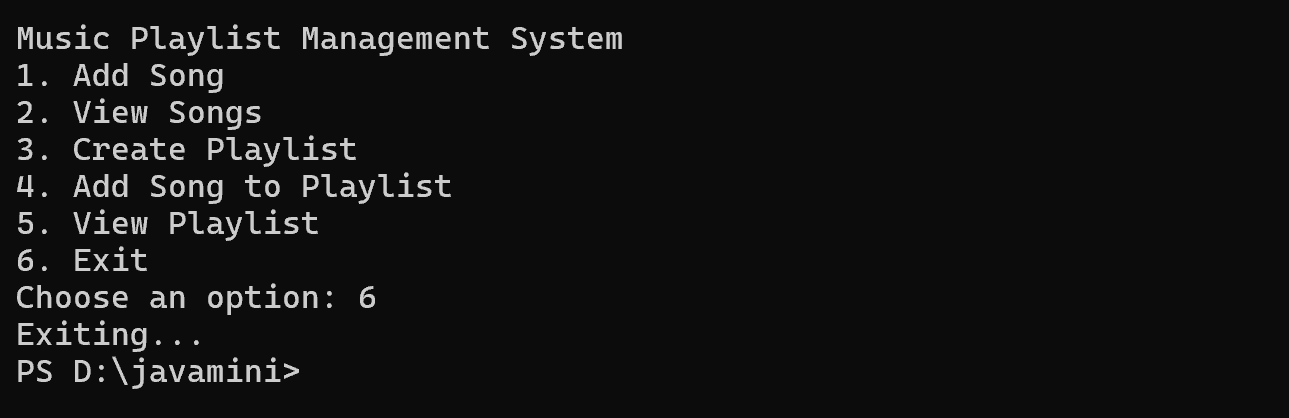 Music Playlist Management System
1. Add Song
2. View Songs
3. Create Playlist
4. Add Song to Playlist
5. View Playlist
6. Exit
Choose an option: 6
Exiting...
PS D:\javamini>